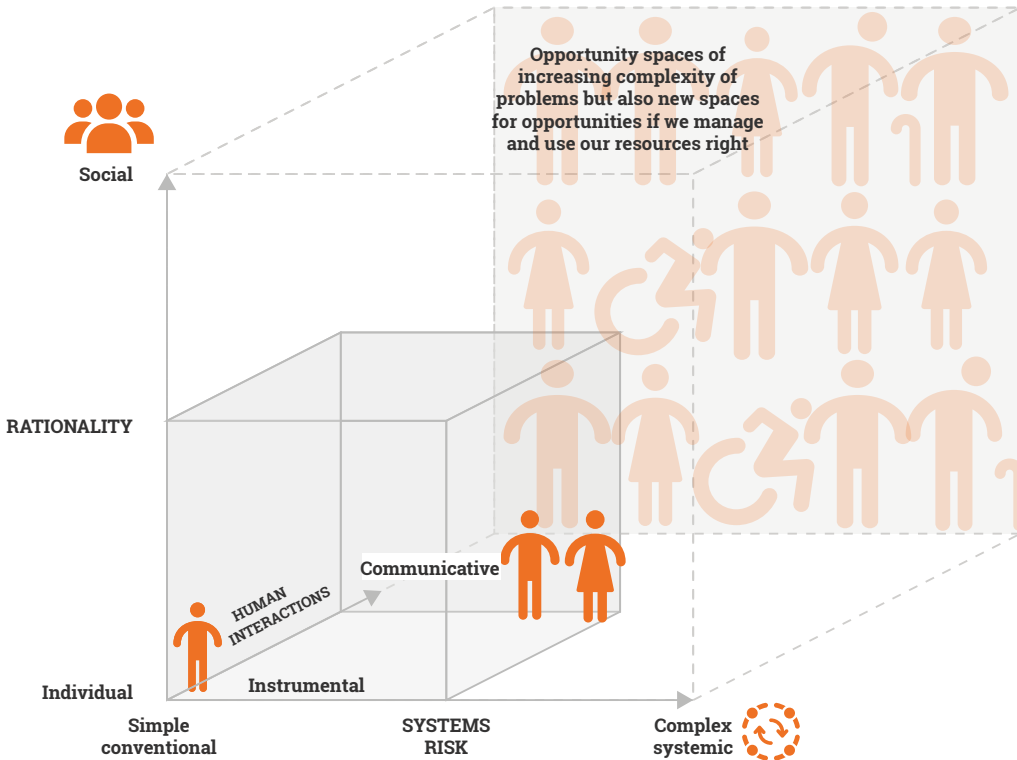 Opportunity spaces of
increasing complexity of
problems but also new spaces
for opportunities if we manage
and use our resources right
Social
RATIONALITY
Communicative
HUMAN
INTERACTIONS
Individual
Instrumental
Simple
conventional
SYSTEMS
RISK
Complex
systemic